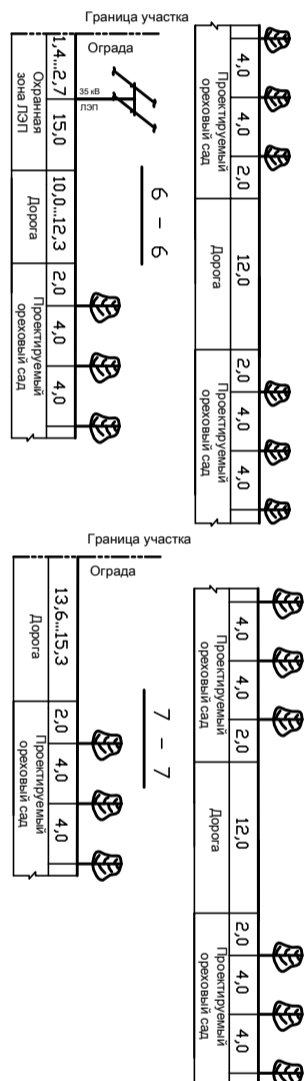 Граница участка
Ограда
35 кВ
ЛЭП
1,4...2,7
15,0
10,0...12,3
2,0
4,0
4,0
Охранная
зона ЛЭП
Дорога
Проектируемый
ореховый сад
6 – 6
4,0
4,0
2,0
12,0
2,0
4,0
4,0
Проектируемый
ореховый сад
Дорога
Проектируемый
ореховый сад
Граница участка
Ограда
13,6...15,3
2,0
4,0
4,0
Дорога
Проектируемый
ореховый сад
7 – 7
4,0
4,0
2,0
12,0
2,0
4,0
4,0
Проектируемый
ореховый сад
Дорога
Проектируемый
ореховый сад